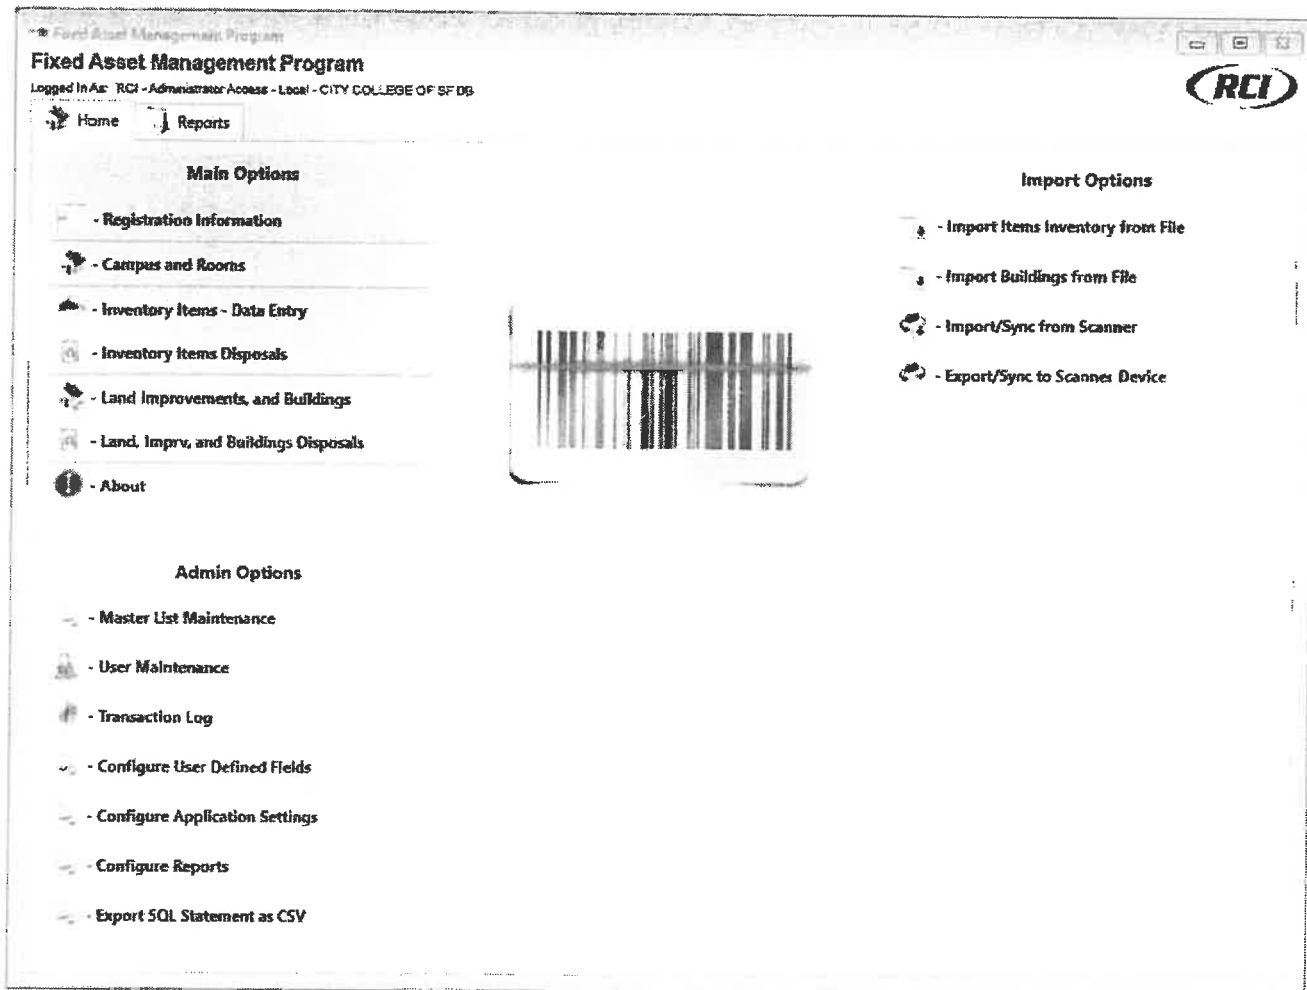 Fixed Asset Management Program
Fixed Asset Management Program
Logged In As: RCI - Administrator Access - Local - CITY COLLEGE OF SF DB
RCI
Home
Reports
Main Options
- Registration Information
- Campus and Rooms
- Inventory Items - Data Entry
- Inventory Items Disposals
- Land Improvements, and Buildings
- Land, Imprv, and Buildings Disposals
- About
Import Options
- Import Items Inventory from File
- Import Buildings from File
- Import/Sync from Scanner
- Export/Sync to Scanner Device
Admin Options
- Master List Maintenance
- User Maintenance
- Transaction Log
- Configure User Defined Fields
- Configure Application Settings
- Configure Reports
- Export SQL Statement as CSV